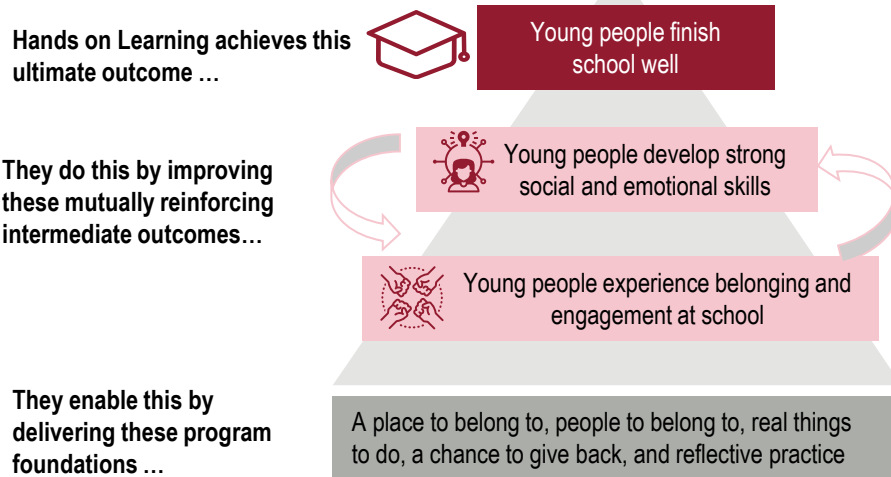 Hands on Learning achieves this
ultimate outcome …
Young people finish
school well
They do this by improving
these mutually reinforcing
intermediate outcomes…
Young people develop strong
social and emotional skills
Young people experience belonging and
engagement at school
They enable this by
delivering these program
foundations …
A place to belong to, people to belong to, real things
to do, a chance to give back, and reflective practice